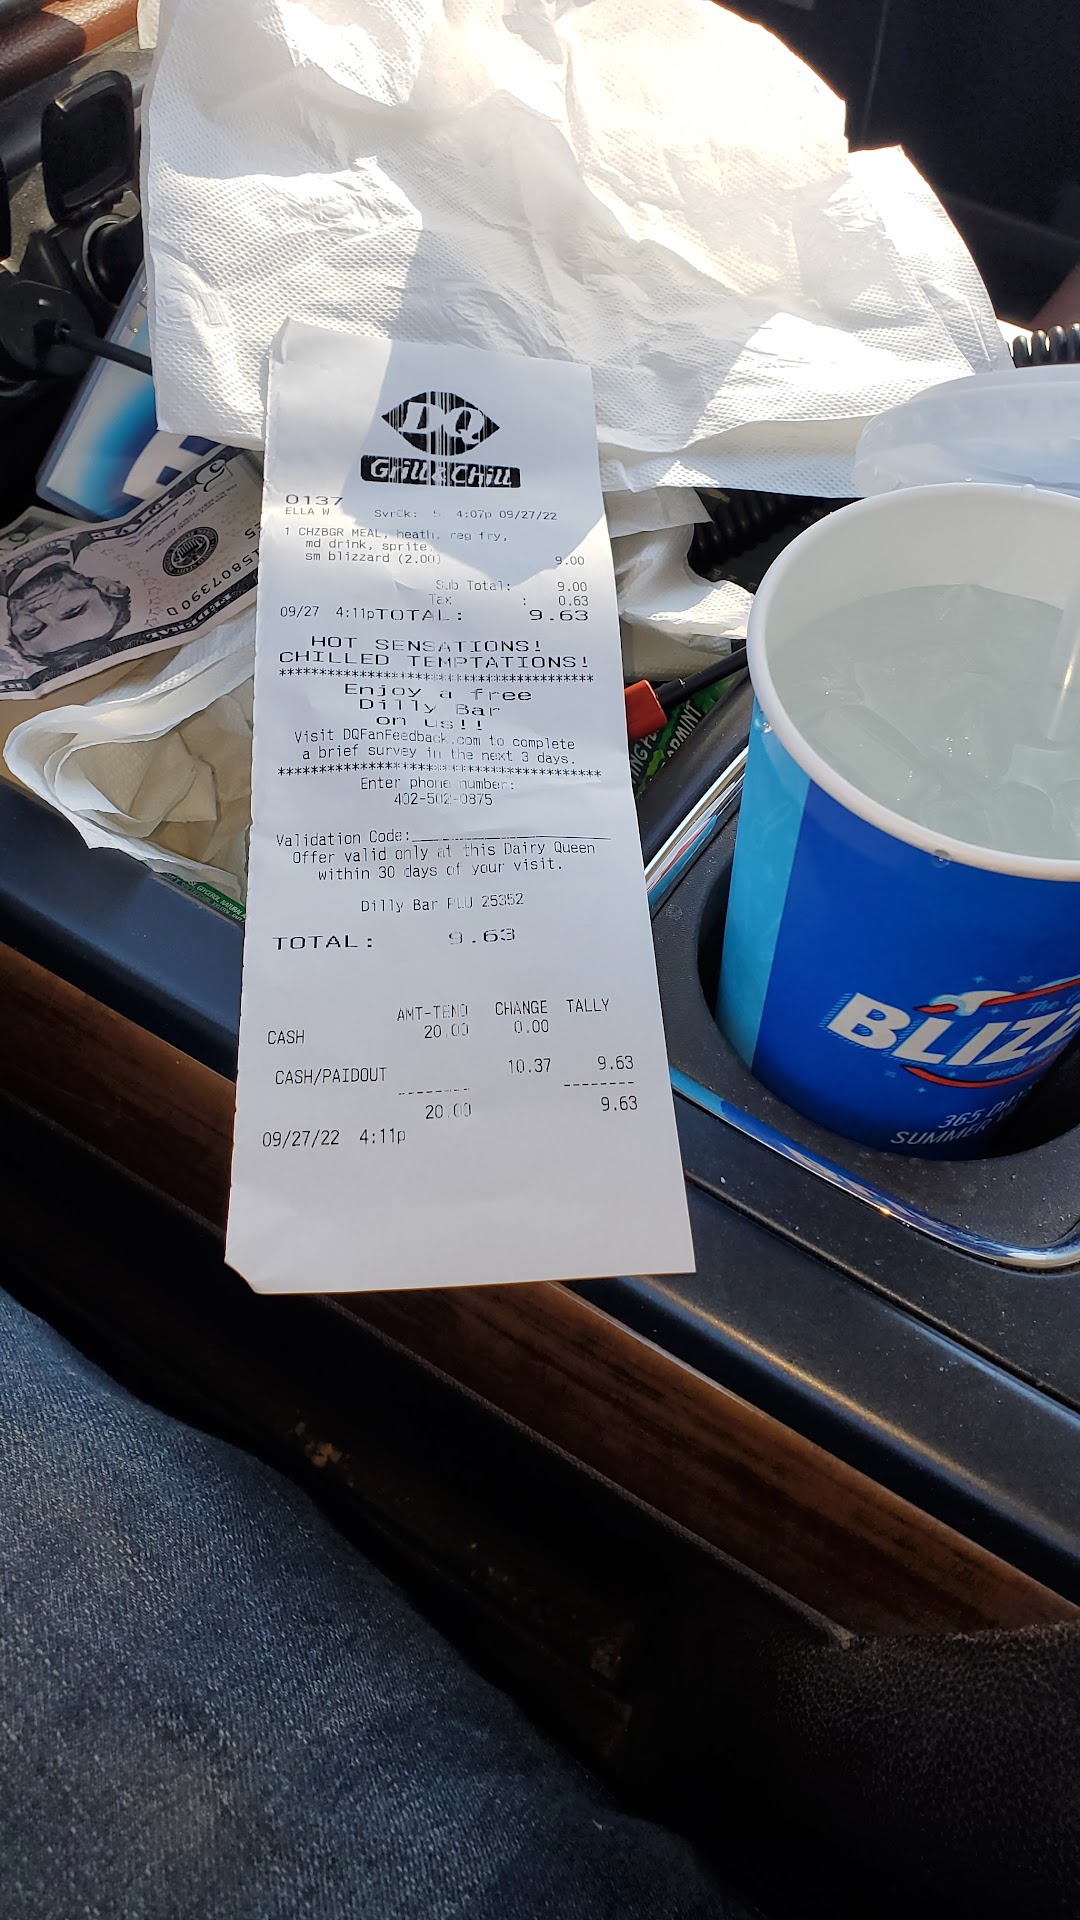 DQ
Grill & Chill
0137
ELLA W SvrCk: 5 4:07p 09/27/22
1 CHZBGR MEAL, heath, reg fry,
md drink, sprite,
sm blizzard (2.00) 9.00
Sub Total: 9.00
Tax : 0.63
09/27 4:11pTOTAL: 9.63
HOT SENSATIONS!
CHILLED TEMPTATIONS!
****************************************
Enjoy a free
Dilly Bar
on us!!
Visit DQFanFeedback.com to complete
a brief survey in the next 3 days.
****************************************
Enter phone number:
402-502-0875
Validation Code:
Offer valid only at this Dairy Queen
within 30 days of your visit.
Dilly Bar PLU 25352
TOTAL: 9.63
AMT-TEND CHANGE TALLY
CASH 20.00 0.00
CASH/PAIDOUT 10.37 9.63
-------- --------
20.00 9.63
09/27/22 4:11p
BLIZZ
365 DA
SUMMER
5
15807390D